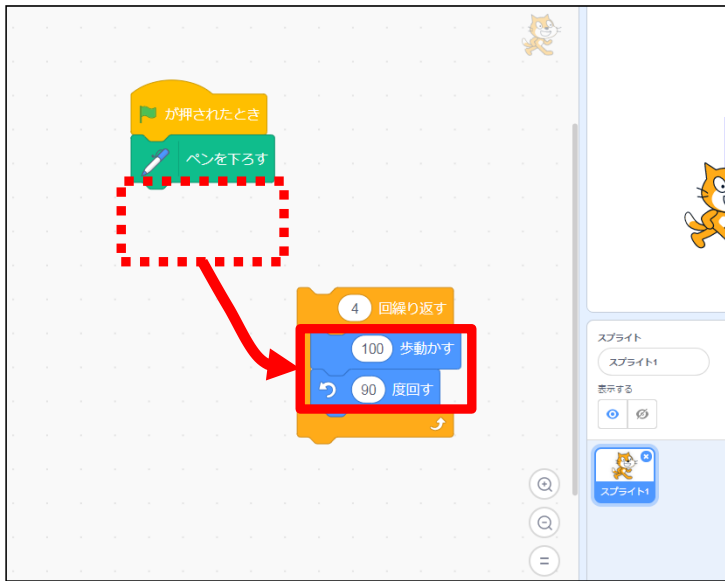 が押されたとき
ペンを下ろす
4 回繰り返す
100 歩動かす
90 度回す
スプライト
スプライト1
表示する
スプライト1